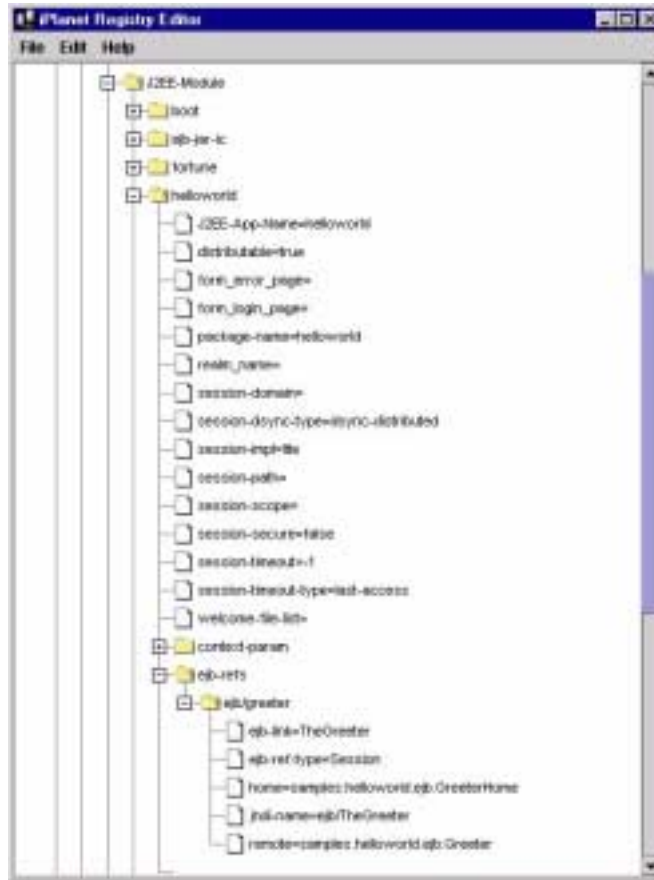 iPlanet Registry Editor
File Edit Help
J2EE-Module
boot
ejb-jar-ic
fortune
helloworld
J2EE-App-Name=helloworld
distributable=true
form_error_page=
form_login_page=
package-name=helloworld
realm_name=
session-domain=
session-dsync-type=dsync-distributed
session-impl=lite
session-path=
session-scope=
session-secure=false
session-timeout=-1
session-timeout-type=last-access
welcome-file-list=
context-param
ejb-refs
ejb/greeter
ejb-link=TheGreeter
ejb-ref-type=Session
home=samples.helloworld.ejb.GreeterHome
jndi-name=ejb/TheGreeter
remote=samples.helloworld.ejb.Greeter